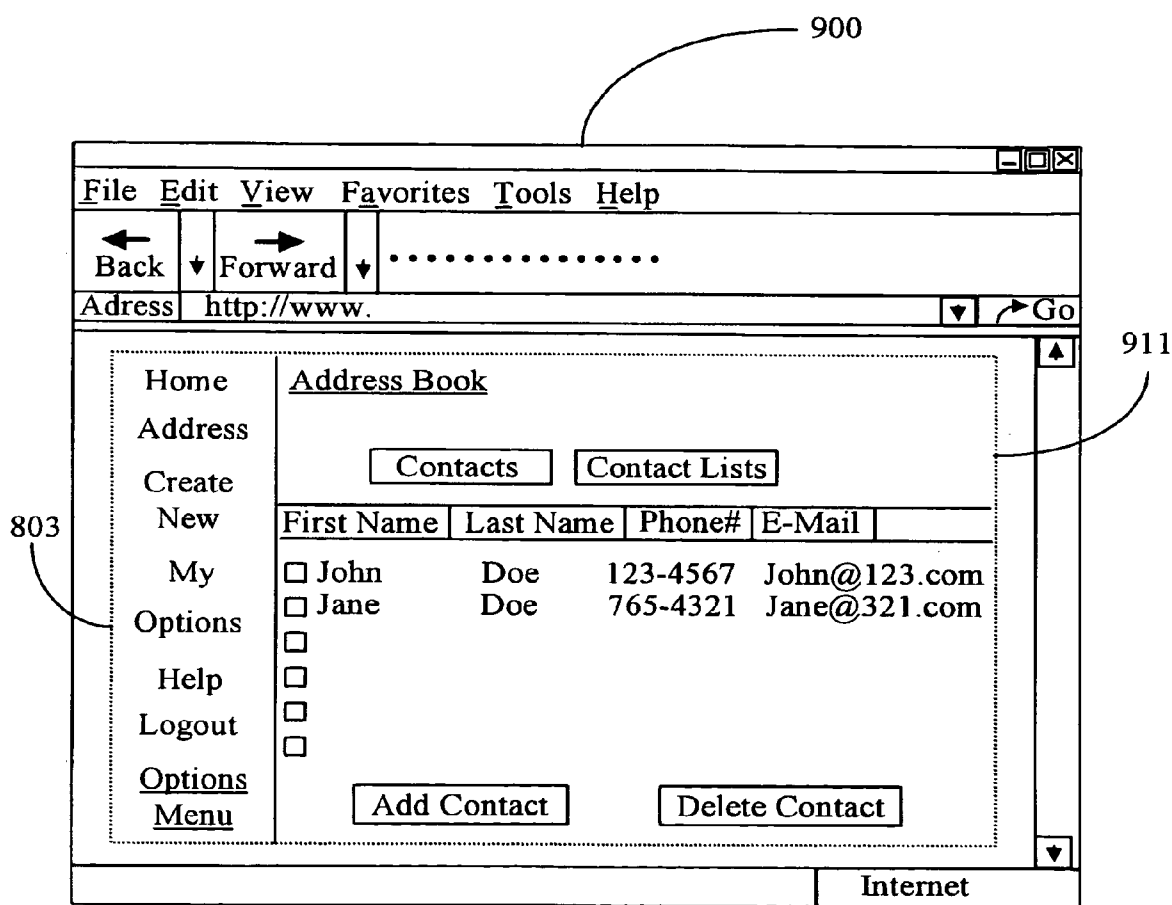 900
File Edit View Favorites Tools Help
Back Forward
Adress http://www. Go
911
Home
Address
Create
New
My
Options
Help
Logout
Options
Menu
803
Address Book
Contacts Contact Lists
First Name Last Name Phone# E-Mail
John Doe 123-4567 John@123.com
Jane Doe 765-4321 Jane@321.com
Add Contact Delete Contact
Internet